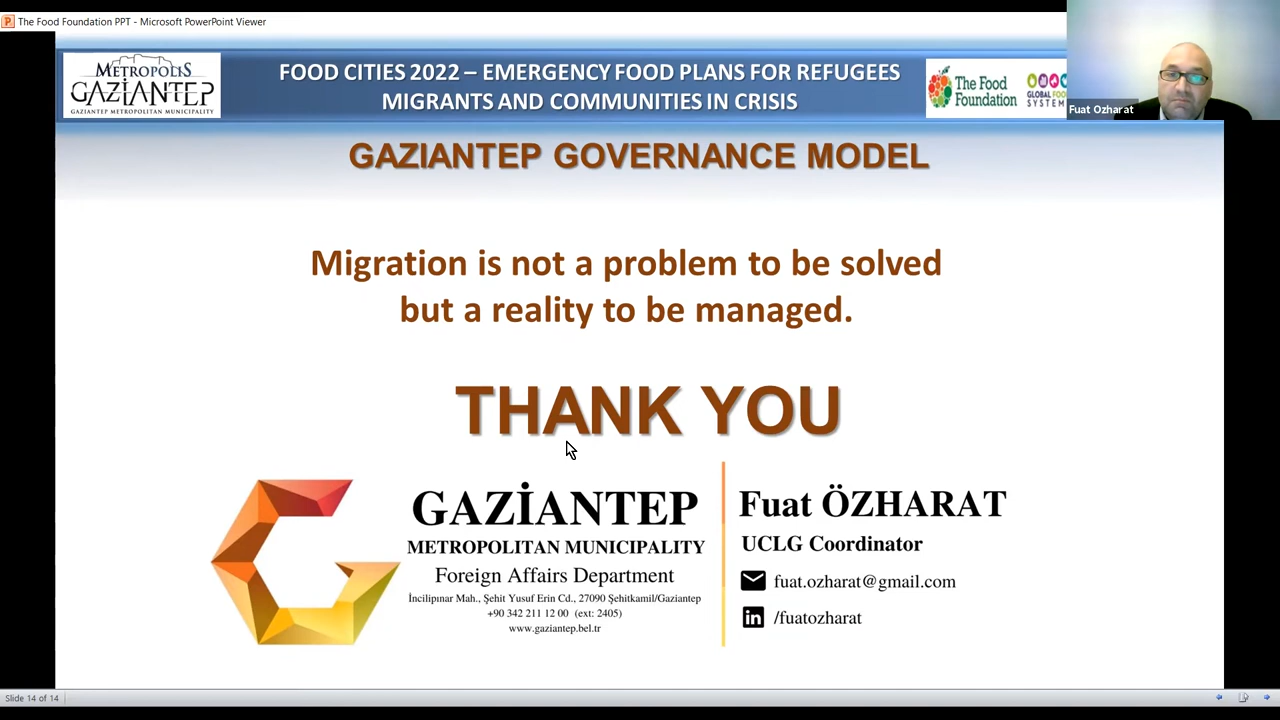 The Food Foundation PPT - Microsoft PowerPoint Viewer
METROPOLIS
GAZIANTEP
GAZIANTEP METROPOLITAN MUNICIPALITY
FOOD CITIES 2022 – EMERGENCY FOOD PLANS FOR REFUGEES
MIGRANTS AND COMMUNITIES IN CRISIS
The Food
Foundation
GLOBAL
SYSTEM
Fuat Ozharat
GAZIANTEP GOVERNANCE MODEL
Migration is not a problem to be solved
but a reality to be managed.
THANK YOU
GAZİANTEP
METROPOLITAN MUNICIPALITY
Foreign Affairs Department
İncilipınar Mah., Şehit Yusuf Erin Cd., 27090 Şehitkamil/Gaziantep
+90 342 211 12 00 (ext: 2405)
www.gaziantep.bel.tr
Fuat ÖZHARAT
UCLG Coordinator
fuat.ozharat@gmail.com
in /fuatozharat
Slide 14 of 14